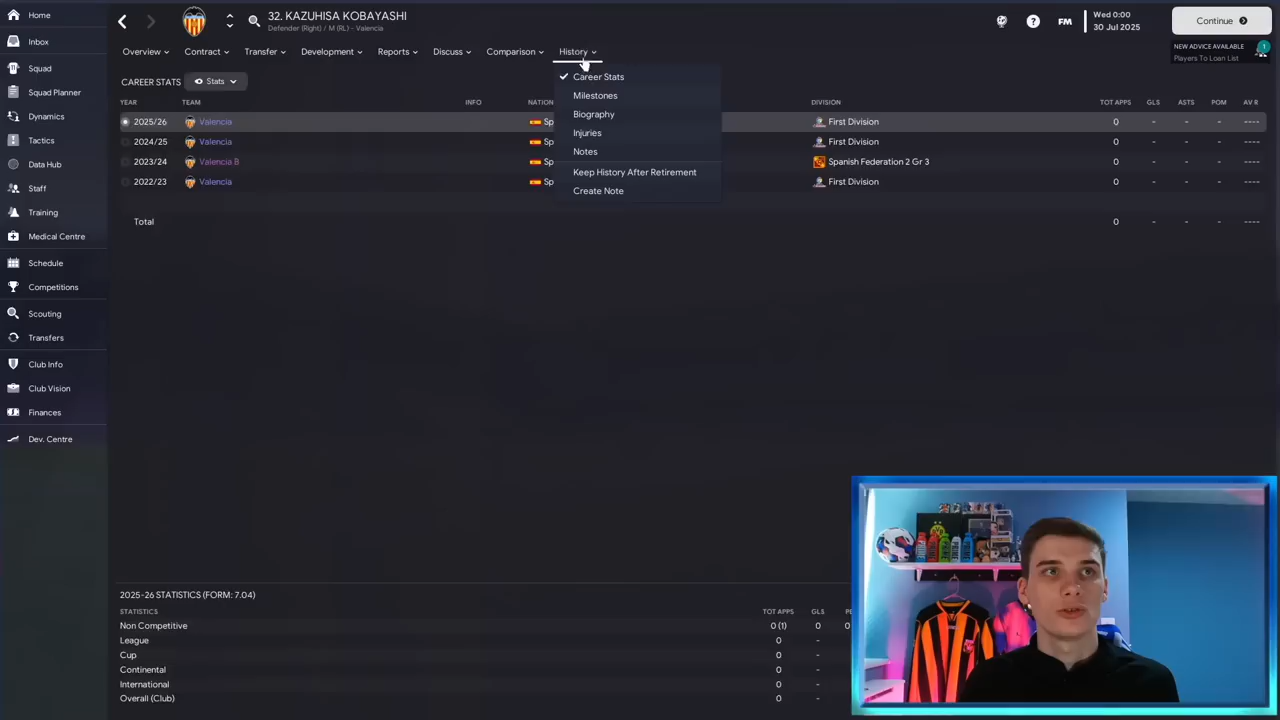 Home
Inbox
Squad
Squad Planner
Dynamics
Tactics
Data Hub
Staff
Training
Medical Centre
Schedule
Competitions
Scouting
Transfers
Club Info
Club Vision
Finances
Dev. Centre
32. KAZUHISA KOBAYASHI
Defender (Right) / M (RL) - Valencia
FM
Wed 0:00
30 Jul 2025
Continue
NEW ADVICE AVAILABLE 1
Players To Loan List
Overview Contract Transfer Development Reports Discuss Comparison History
CAREER STATS Stats
Career Stats
Milestones
Biography
Injuries
Notes
Keep History After Retirement
Create Note
YEAR TEAM INFO NATION DIVISION TOT APPS GLS ASTS POM AV R
2025/26 Valencia Sp First Division 0 - - - ----
2024/25 Valencia Sp First Division 0 - - - ----
2023/24 Valencia B Sp Spanish Federation 2 Gr 3 0 - - - ----
2022/23 Valencia Sp First Division 0 - - - ----
Total 0 - - - ----
2025-26 STATISTICS (FORM: 7.04)
STATISTICS TOT APPS GLS
Non Competitive 0 (1) 0 0
League 0 -
Cup 0 -
Continental 0 -
International 0 -
Overall (Club) 0 -